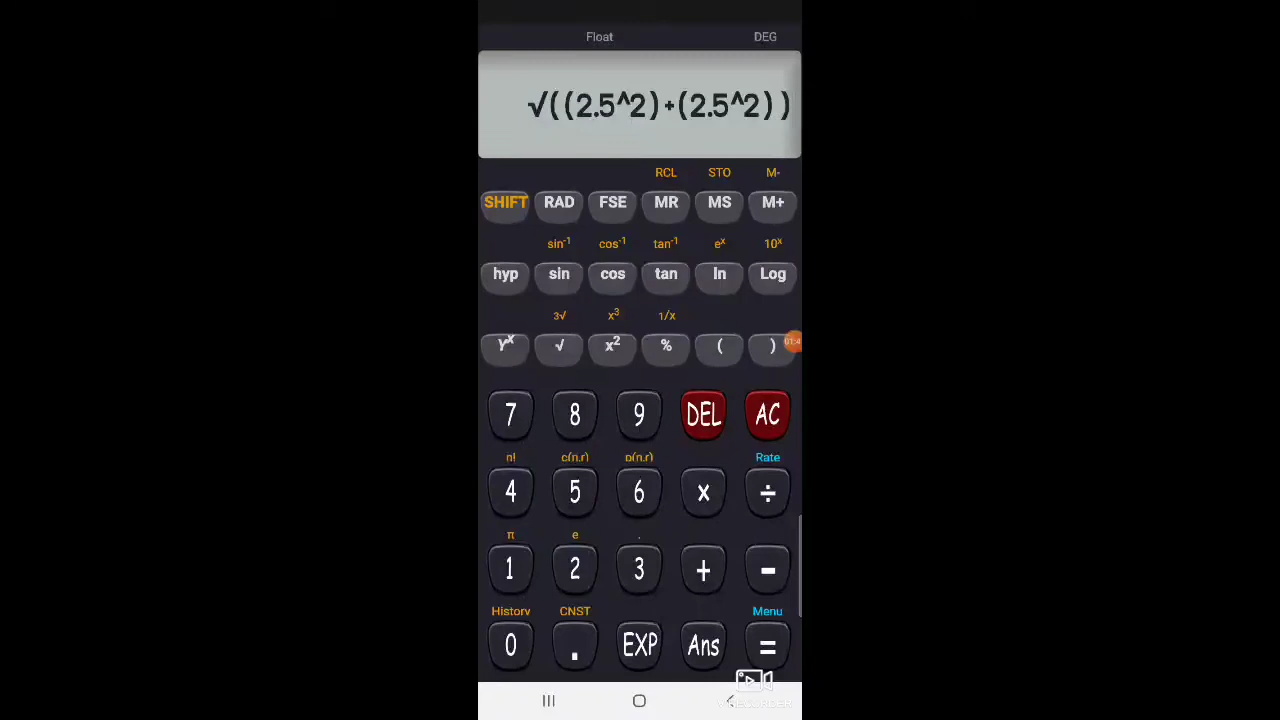 Float DEG
√((2.5^2)+(2.5^2))
RCL STO M-
SHIFT RAD FSE MR MS M+
sin-1 cos-1 tan-1 ex 10x
hyp sin cos tan ln Log
3√ x3 1/x
Yx √ x2 % ( )
01:4
7 8 9 DEL AC
n! c(n,r) p(n,r) Rate
4 5 6 × ÷
π e .
1 2 3 + -
History CNST Menu
0 . EXP Ans =